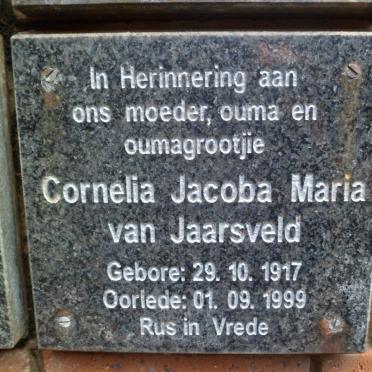 In Herinnering aan
ons moeder, ouma en
oumagrootjie
Cornelia Jacoba Maria
van Jaarsveld
Gebore: 29. 10. 1917
Oorlede: 01. 09. 1999
Rus in Vrede